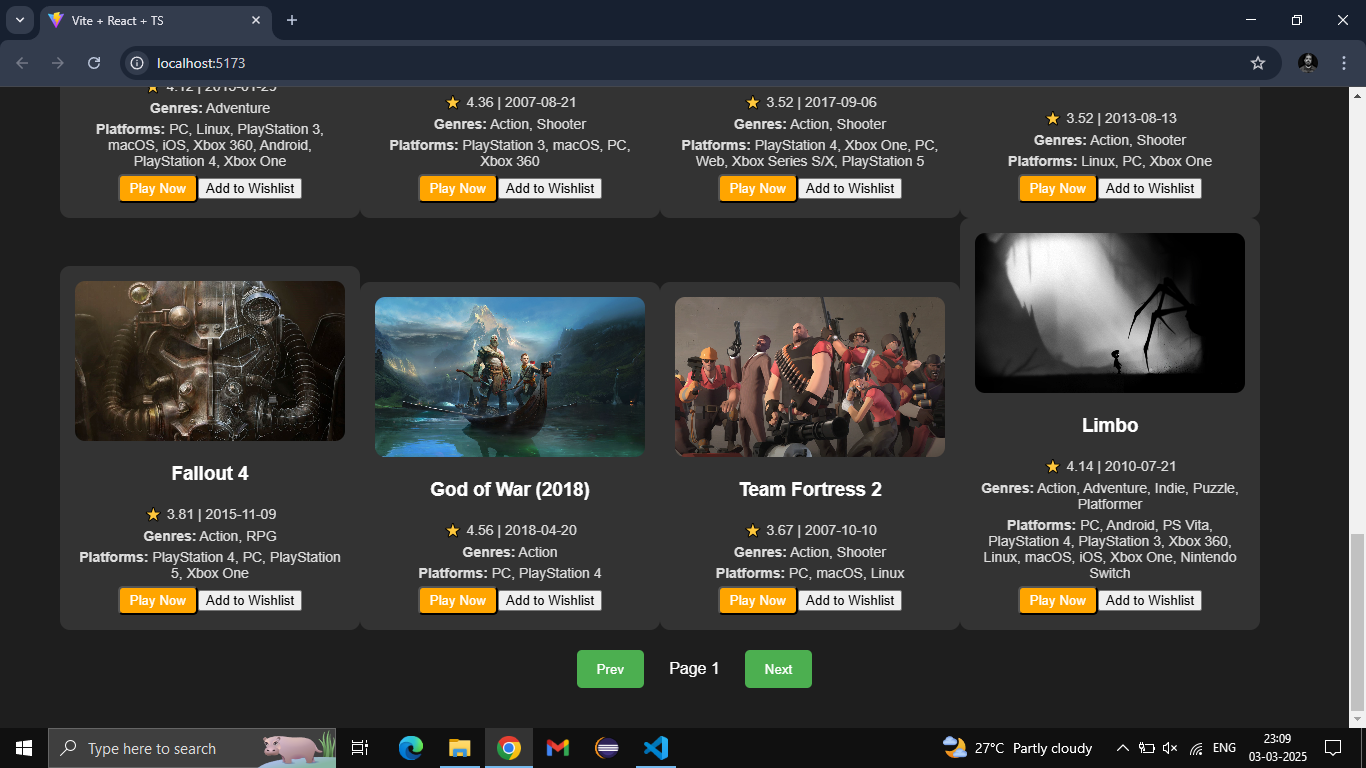 Vite + React + TS
localhost:5173
4.12 | 2013-01-25
Genres: Adventure
Platforms: PC, Linux, PlayStation 3,
macOS, iOS, Xbox 360, Android,
PlayStation 4, Xbox One
Play Now Add to Wishlist
4.36 | 2007-08-21
Genres: Action, Shooter
Platforms: PlayStation 3, macOS, PC,
Xbox 360
Play Now Add to Wishlist
3.52 | 2017-09-06
Genres: Action, Shooter
Platforms: PlayStation 4, Xbox One, PC,
Web, Xbox Series S/X, PlayStation 5
Play Now Add to Wishlist
3.52 | 2013-08-13
Genres: Action, Shooter
Platforms: Linux, PC, Xbox One
Play Now Add to Wishlist
Fallout 4
3.81 | 2015-11-09
Genres: Action, RPG
Platforms: PlayStation 4, PC, PlayStation
5, Xbox One
Play Now Add to Wishlist
God of War (2018)
4.56 | 2018-04-20
Genres: Action
Platforms: PC, PlayStation 4
Play Now Add to Wishlist
Team Fortress 2
3.67 | 2007-10-10
Genres: Action, Shooter
Platforms: PC, macOS, Linux
Play Now Add to Wishlist
Limbo
4.14 | 2010-07-21
Genres: Action, Adventure, Indie, Puzzle,
Platformer
Platforms: PC, Android, PS Vita,
PlayStation 4, PlayStation 3, Xbox 360,
Linux, macOS, iOS, Xbox One, Nintendo
Switch
Play Now Add to Wishlist
Prev Page 1 Next
Type here to search
27°C Partly cloudy
ENG
23:09
03-03-2025